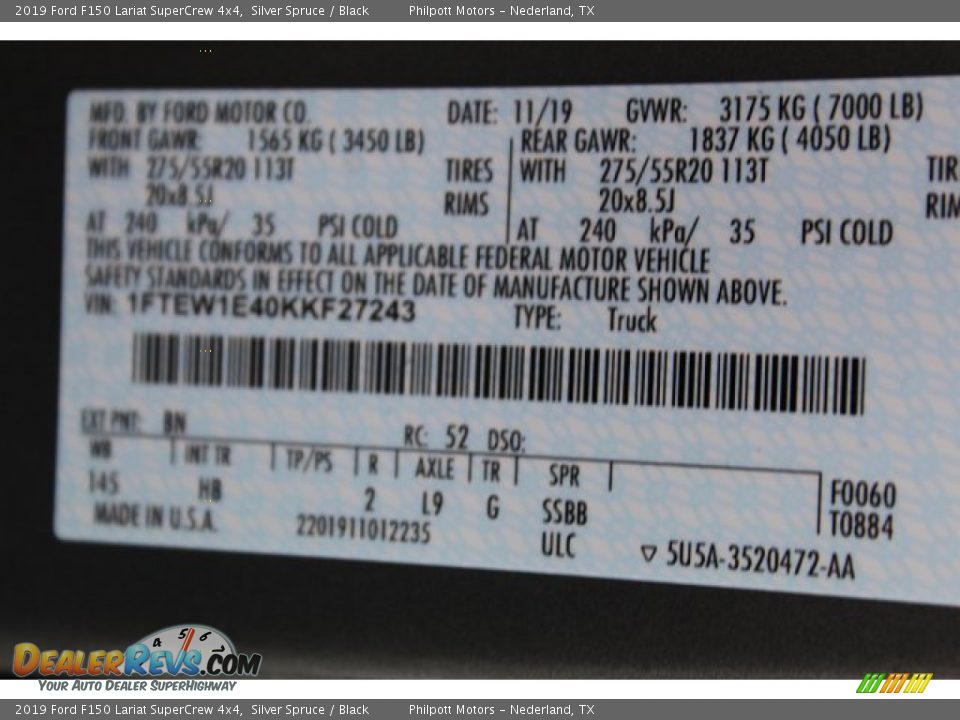 2019 Ford F150 Lariat SuperCrew 4x4, Silver Spruce / Black Philpott Motors - Nederland, TX
MFD. BY FORD MOTOR CO. DATE: 11/19 GVWR: 3175 KG ( 7000 LB)
FRONT GAWR: 1565 KG ( 3450 LB) REAR GAWR: 1837 KG ( 4050 LB)
WITH 275/55R20 113T TIRES WITH 275/55R20 113T TIR
20x8.5J RIMS 20x8.5J RIM
AT 240 kPa/ 35 PSI COLD AT 240 kPa/ 35 PSI COLD
THIS VEHICLE CONFORMS TO ALL APPLICABLE FEDERAL MOTOR VEHICLE
SAFETY STANDARDS IN EFFECT ON THE DATE OF MANUFACTURE SHOWN ABOVE.
VIN: 1FTEW1E40KKF27243 TYPE: Truck
EXT PNT: BN RC: 52 DSO:
WB INT TR TP/PS R AXLE TR SPR
145 HB 2 L9 G SSBB F0060
MADE IN U.S.A. 2201911012235 ULC T0884
▽ 5U5A-3520472-AA
4 5 6
DEALERREVS.COM
YOUR AUTO DEALER SUPERHIGHWAY
2019 Ford F150 Lariat SuperCrew 4x4, Silver Spruce / Black Philpott Motors - Nederland, TX